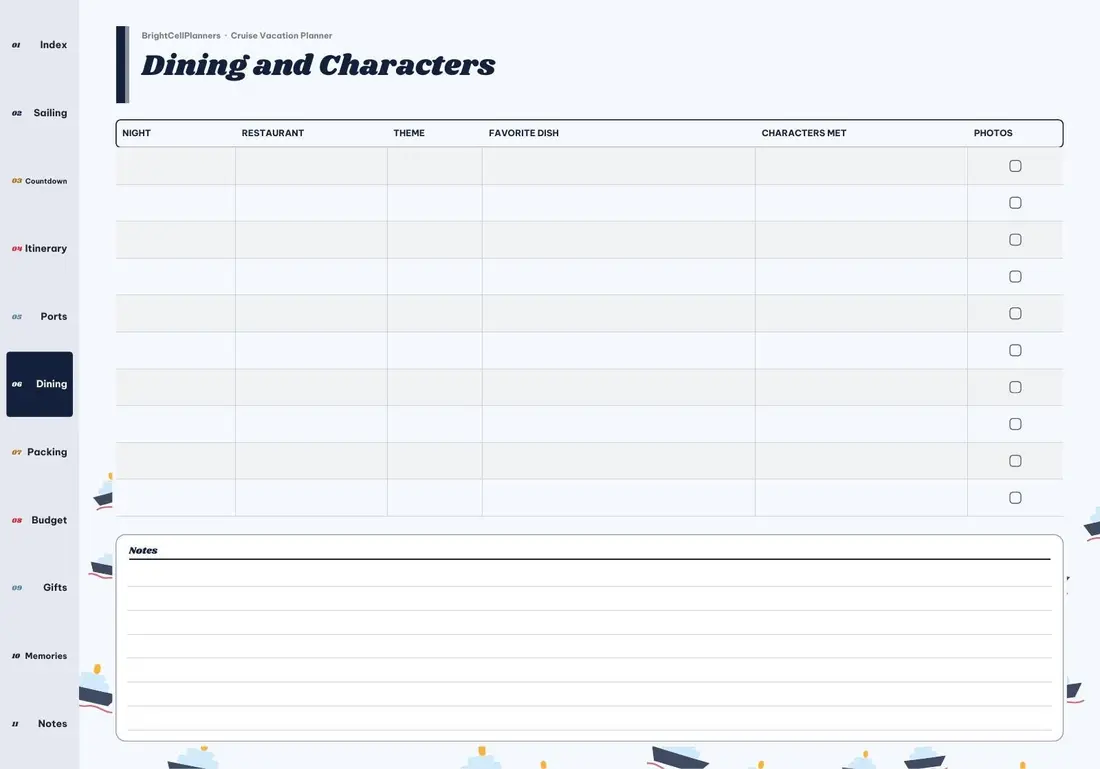 01 Index
02 Sailing
03 Countdown
04 Itinerary
05 Ports
06 Dining
07 Packing
08 Budget
09 Gifts
10 Memories
11 Notes
BrightCellPlanners · Cruise Vacation Planner
Dining and Characters
NIGHT RESTAURANT THEME FAVORITE DISH CHARACTERS MET PHOTOS
Notes